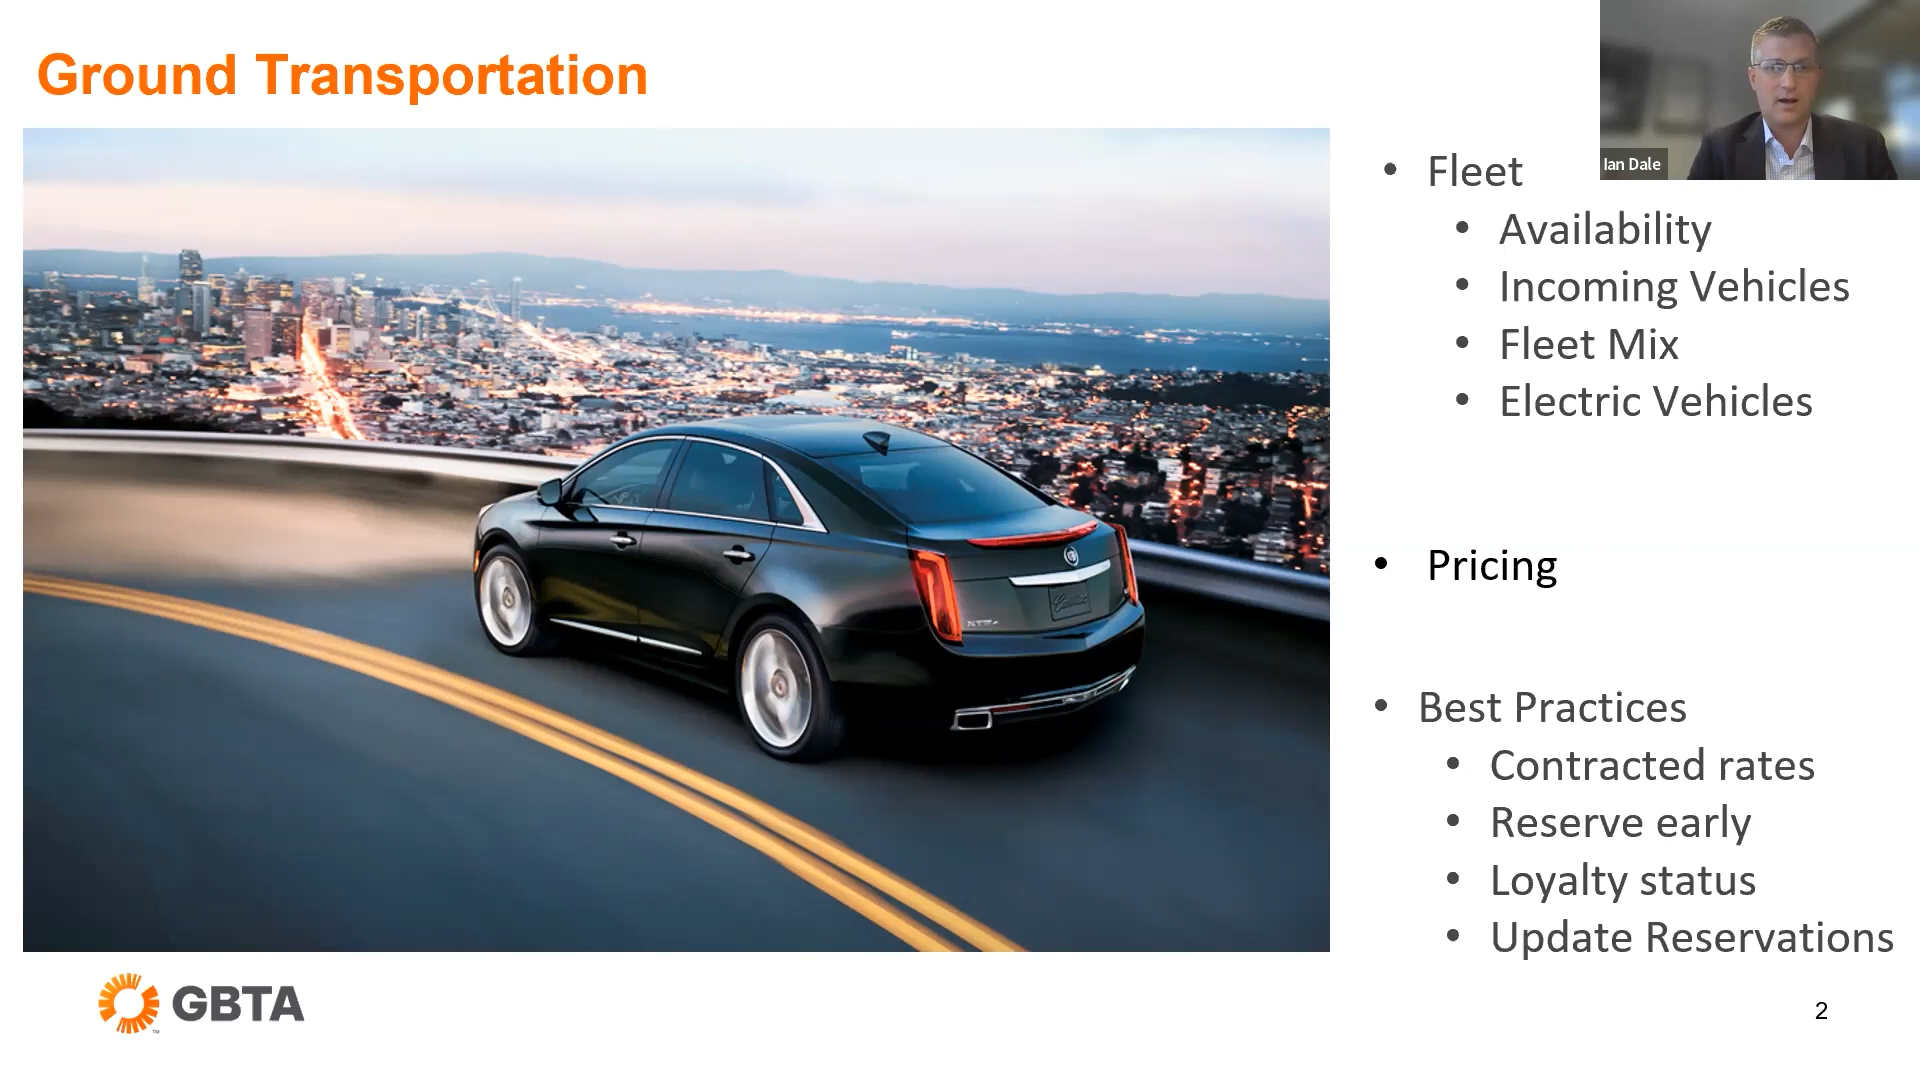 Ground Transportation
Ian Dale
• Fleet
• Availability
• Incoming Vehicles
• Fleet Mix
• Electric Vehicles
• Pricing
• Best Practices
• Contracted rates
• Reserve early
• Loyalty status
• Update Reservations
GBTA
TM
2